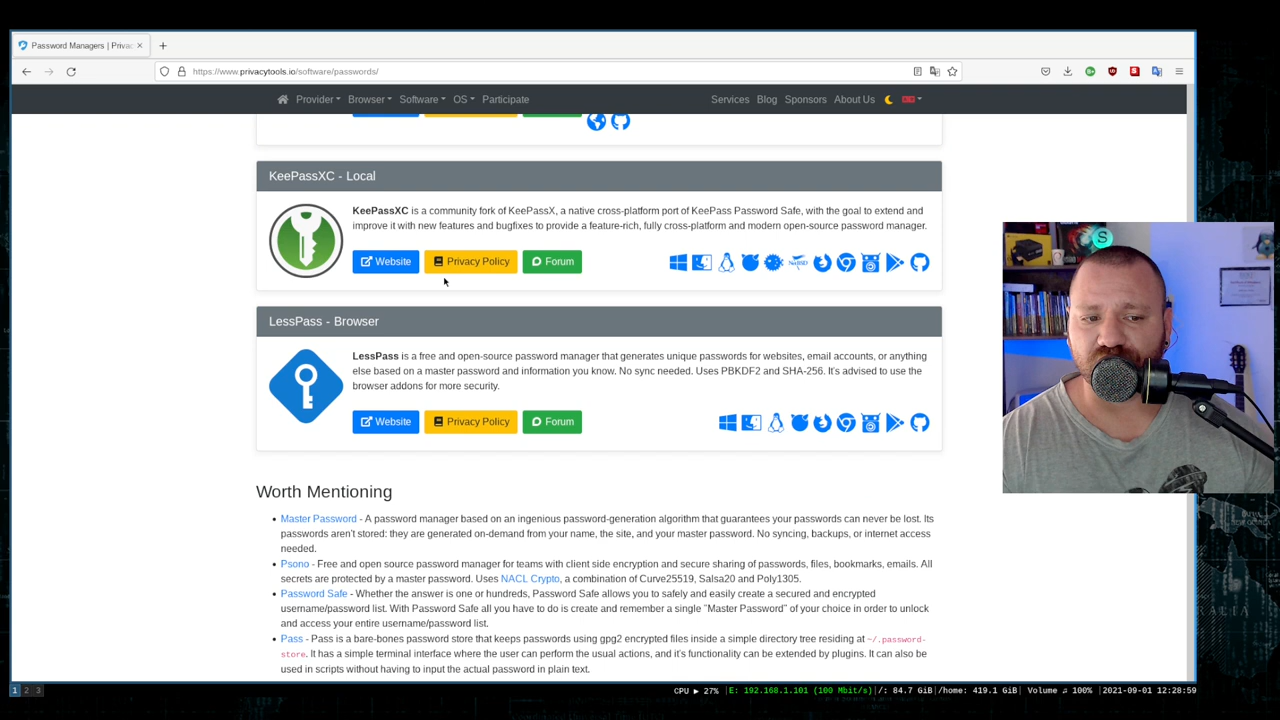 Password Managers | Priva
https://www.privacytools.io/software/passwords/
Provider Browser Software OS Participate Services Blog Sponsors About Us
KeePassXC - Local
KeePassXC is a community fork of KeePassX, a native cross-platform port of KeePass Password Safe, with the goal to extend and
improve it with new features and bugfixes to provide a feature-rich, fully cross-platform and modern open-source password manager.
Website Privacy Policy Forum
LessPass - Browser
LessPass is a free and open-source password manager that generates unique passwords for websites, email accounts, or anything
else based on a master password and information you know. No sync needed. Uses PBKDF2 and SHA-256. It's advised to use the
browser addons for more security.
Website Privacy Policy Forum
Worth Mentioning
• Master Password - A password manager based on an ingenious password-generation algorithm that guarantees your passwords can never be lost. Its
passwords aren't stored: they are generated on-demand from your name, the site, and your master password. No syncing, backups, or internet access
needed.
• Psono - Free and open source password manager for teams with client side encryption and secure sharing of passwords, files, bookmarks, emails. All
secrets are protected by a master password. Uses NACL Crypto, a combination of Curve25519, Salsa20 and Poly1305.
• Password Safe - Whether the answer is one or hundreds, Password Safe allows you to safely and easily create a secured and encrypted
username/password list. With Password Safe all you have to do is create and remember a single "Master Password" of your choice in order to unlock
and access your entire username/password list.
• Pass - Pass is a bare-bones password store that keeps passwords using gpg2 encrypted files inside a simple directory tree residing at ~/.password-
store. It has a simple terminal interface where the user can perform the usual actions, and it's functionality can be extended by plugins. It can also be
used in scripts without having to input the actual password in plain text.
1 2 3 CPU ▶ 27% |E: 192.168.1.101 (100 Mbit/s)|/: 84.7 GiB|/home: 419.1 GiB| Volume ♫ 100% |2021-09-01 12:28:59